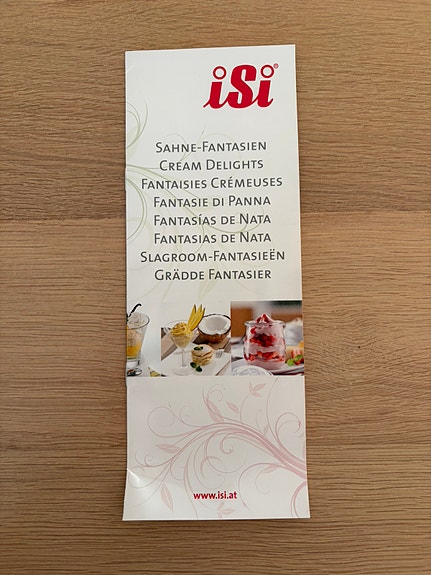 iSi®
Sahne-Fantasien
Cream Delights
Fantaisies Crémeuses
Fantasie di Panna
Fantasías de Nata
Fantasias de Nata
Slagroom-Fantasieën
Grädde Fantasier
www.isi.at